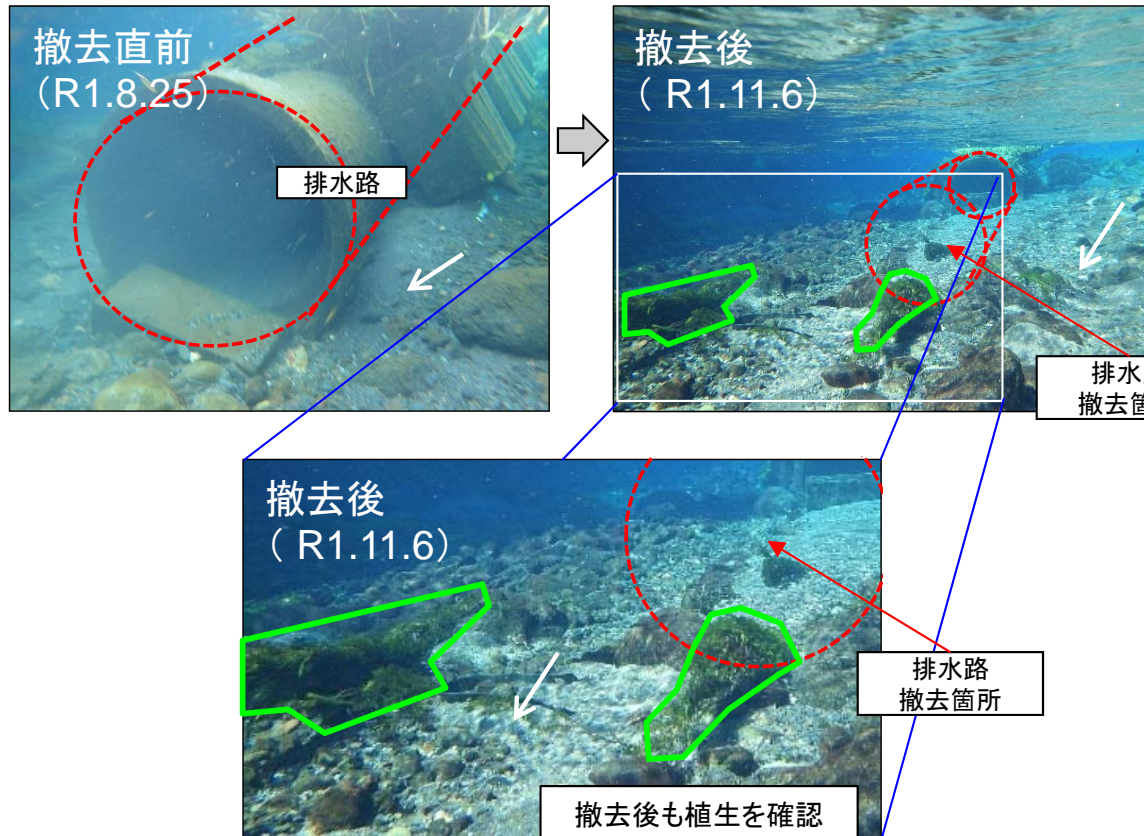 撤去直前
（R1.8.25）
排水路
撤去後
（ R1.11.6）
排水
撤去箇
撤去後
（ R1.11.6）
排水路
撤去箇所
撤去後も植生を確認